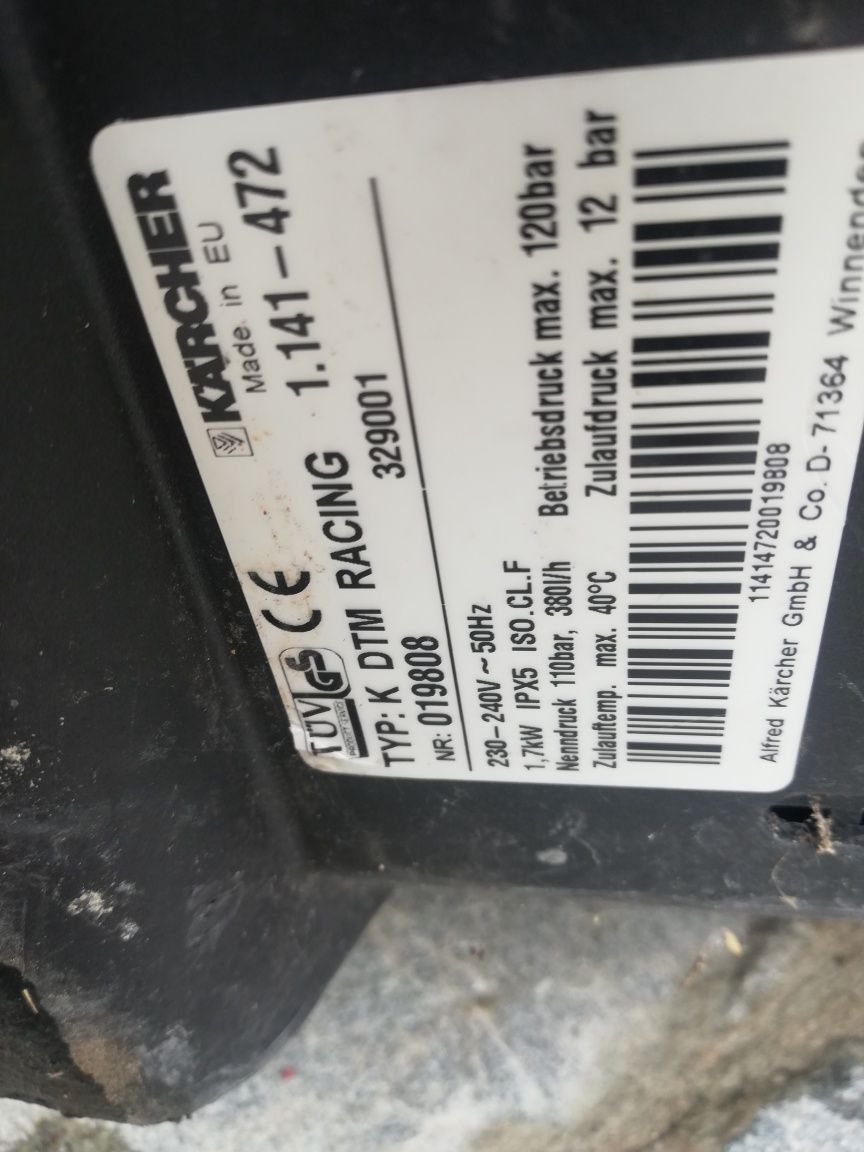 KÄRCHER
Made in EU
TÜV GS CE
TYP: K DTM RACING 1.141-472
NR: 019808 329001
230-240V ~ 50Hz
1,7kW IPX5 ISO.CL.F
Nenndruck 110bar, 380l/h Betriebsdruck max. 120bar
Zulauftemp. max. 40°C Zulaufdruck max. 12 bar
11414720019808
Alfred Kärcher GmbH & Co. D-71364 Winnenden